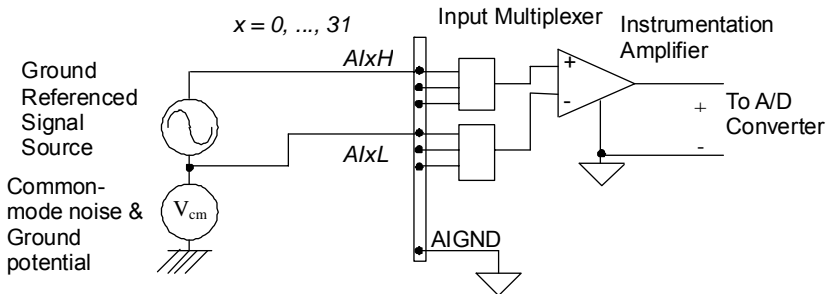 x = 0, ..., 31
Input Multiplexer
Instrumentation
Amplifier
AIxH
Ground
Referenced
Signal
Source
+
-
+
-
To A/D
Converter
AIxL
Common-
mode noise &
Ground
potential
Vcm
AIGND